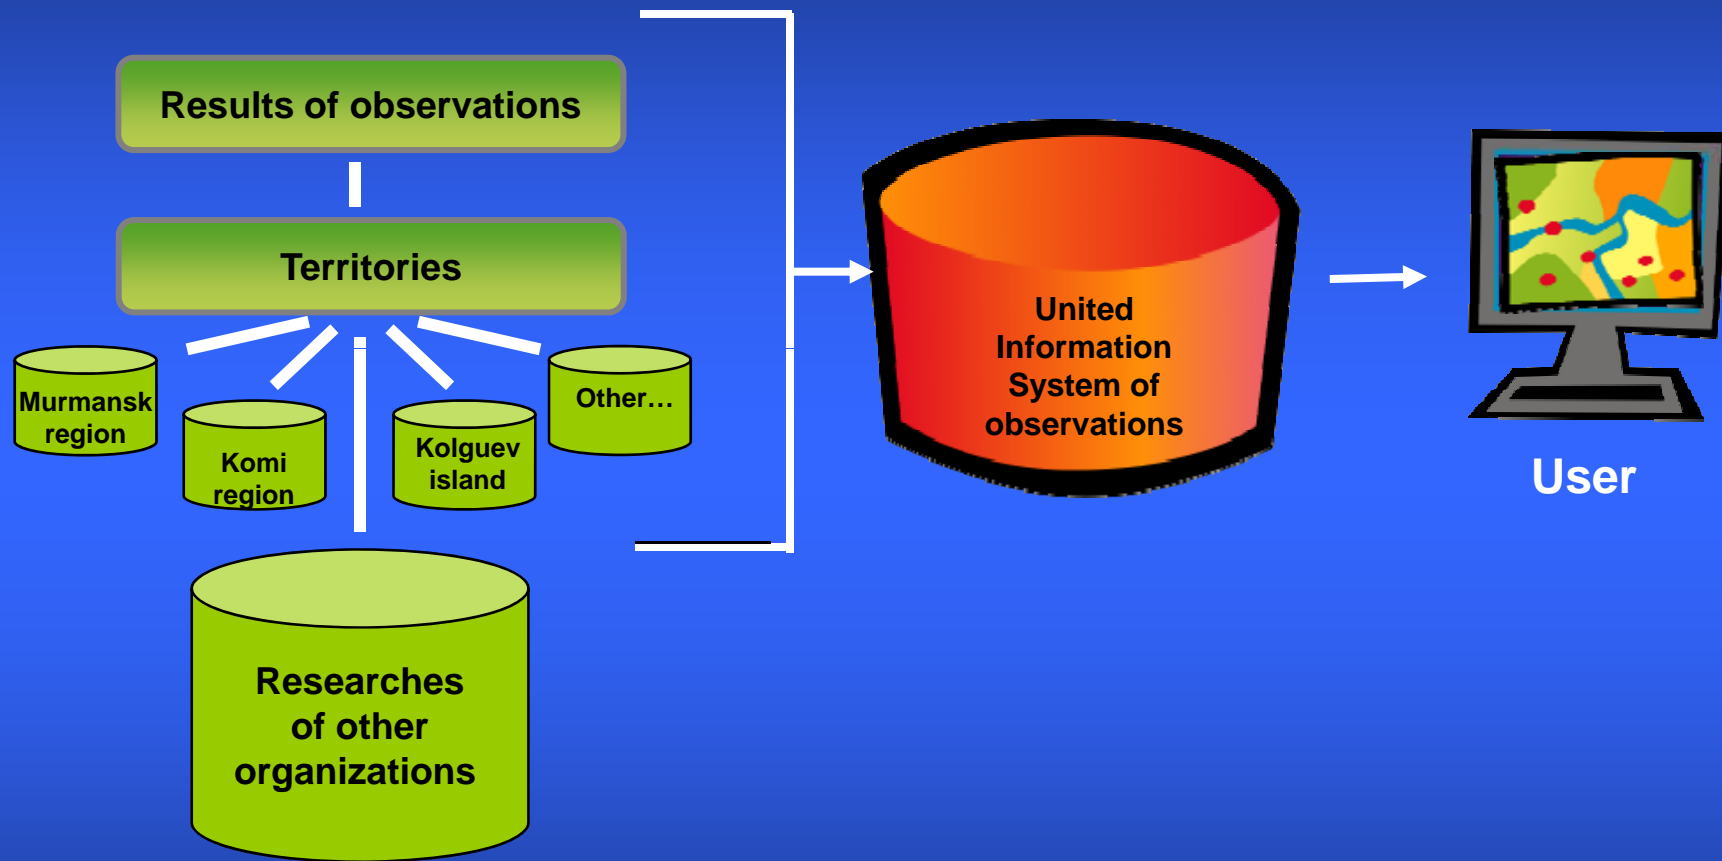 Results of observations
Territories
Murmansk
region
Komi
region
Kolguev
island
Other…
Researches
of other
organizations
United
Information
System of
observations
User